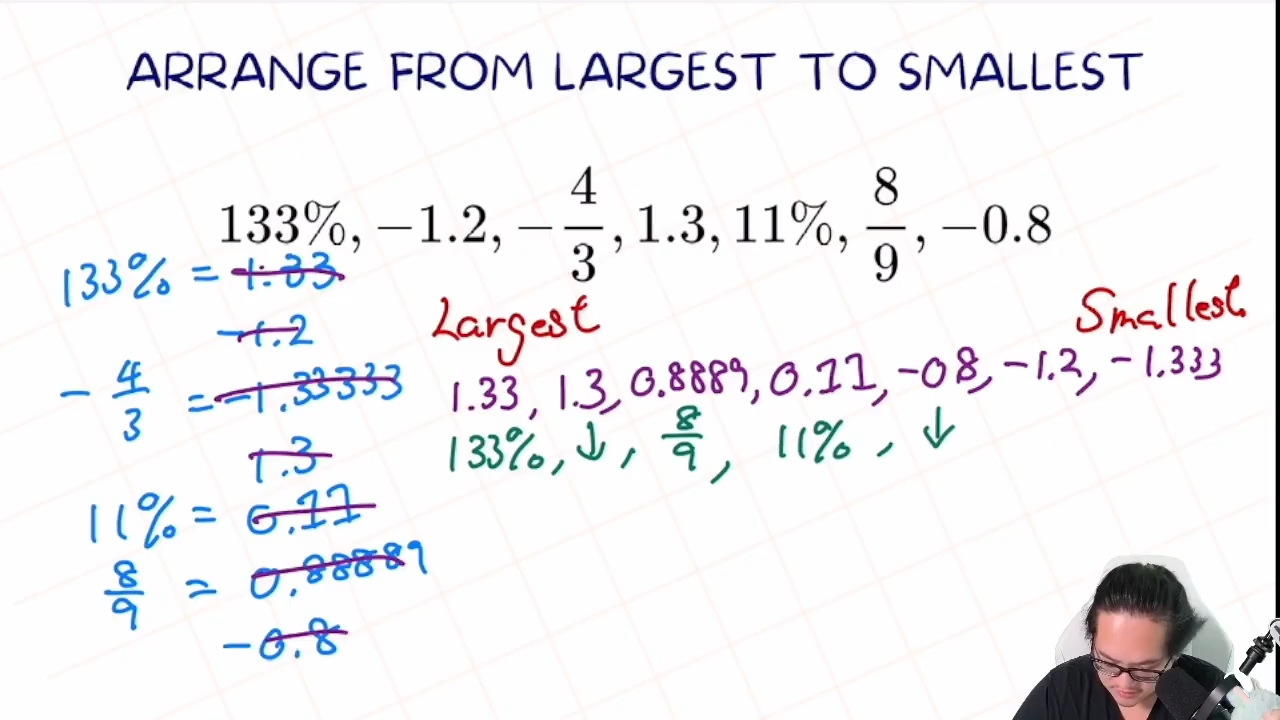 ARRANGE FROM LARGEST TO SMALLEST
133%, −1.2, −4/3, 1.3, 11%, 8/9, −0.8
133% = 1.33
-1.2
- 4/3 = -1.33333
1.3
11% = 0.11
8/9 = 0.88889
-0.8
Largest Smallest
1.33, 1.3, 0.8889, 0.11, -08, -1.2, -1.333
133%, ↓, 8/9, 11%, ↓